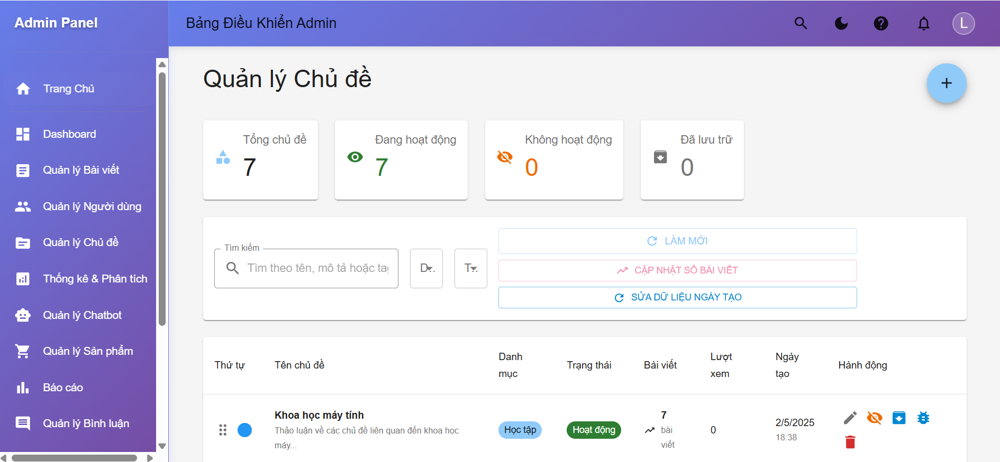 Admin Panel
Bảng Điều Khiển Admin
L
Trang Chủ
Dashboard
Quản lý Bài viết
Quản lý Người dùng
Quản lý Chủ đề
Thống kê & Phân tích
Quản lý Chatbot
Quản lý Sản phẩm
Báo cáo
Quản lý Bình luận
Quản lý Chủ đề
+
Tổng chủ đề
7
Đang hoạt động
7
Không hoạt động
0
Đã lưu trữ
0
Tìm kiếm
Tìm theo tên, mô tả hoặc tag
D...
T...
LÀM MỚI
CẬP NHẬT SỐ BÀI VIẾT
SỬA DỮ LIỆU NGÀY TẠO
Thứ tự
Tên chủ đề
Danh
mục
Trạng thái
Bài viết
Lượt
xem
Ngày
tạo
Hành động
Khoa học máy tính
Thảo luận về các chủ đề liên quan đến khoa học
máy...
Học tập
Hoạt động
7
bài
viết
0
2/5/2025
18:38